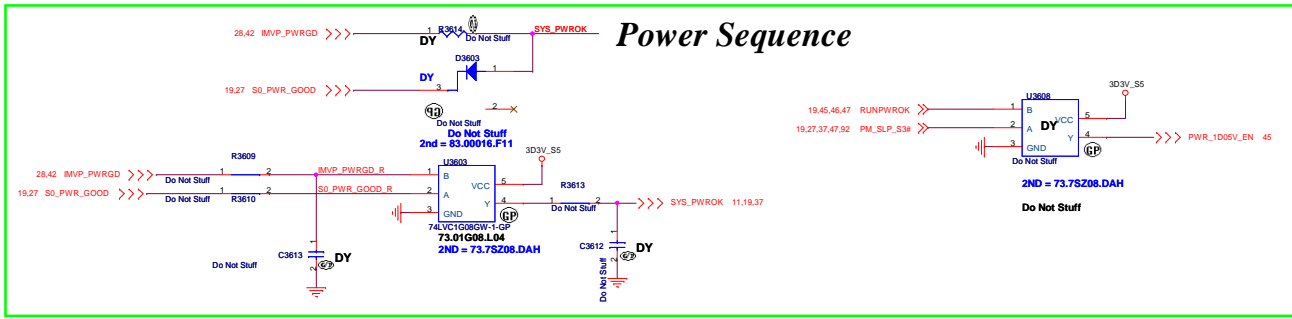 Power Sequence
28,42 IMVP_PWRGD
1
R3614
2
DY
Do Not Stuff
SYS_PWROK
D3603
DY
1
19,27 S0_PWR_GOOD
3
2
Do Not Stuff
Do Not Stuff
2nd = 83.00016.F11
28,42 IMVP_PWRGD
R3609
1 2
Do Not Stuff
IMVP_PWRGD_R
19,27 S0_PWR_GOOD
1 2
Do Not Stuff
R3610
S0_PWR_GOOD_R
U3603
3D3V_S5
1 B
2 A
3 GND
VCC 5
Y 4
GP
74LVC1G08GW-1-GP
73.01G08.L04
2ND = 73.7SZ08.DAH
R3613
1 2
Do Not Stuff
SYS_PWROK 11,19,37
1
C3613
2
DY
Do Not Stuff
1
C3612
2
DY
Do Not Stuff
U3608
3D3V_S5
19,45,46,47 RUNPWROK
1 B
19,27,37,47,92 PM_SLP_S3#
2 A
3 GND
DY
VCC 5
Y 4
GP
PWR_1D05V_EN 45
Do Not Stuff
2ND = 73.7SZ08.DAH
Do Not Stuff